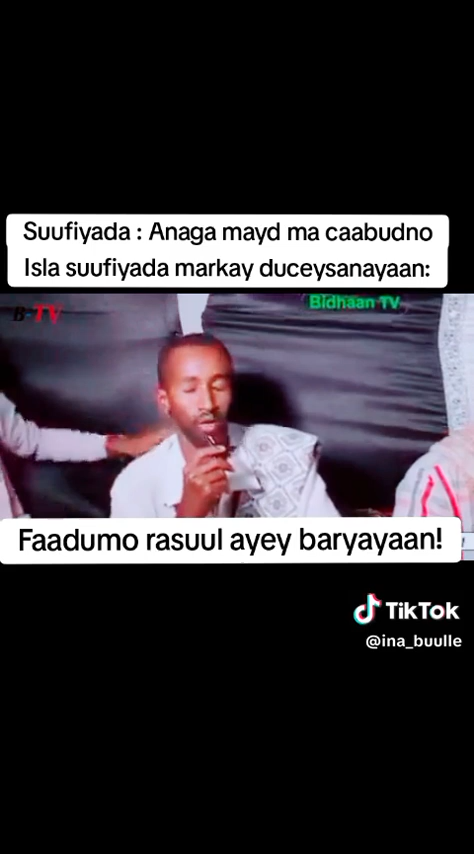 Suufiyada : Anaga mayd ma caabudno
Isla suufiyada markay duceysanayaan:
B-TV
Bidhaan TV
Faadumo rasuul ayey baryayaan!
TikTok
@ina_buulle